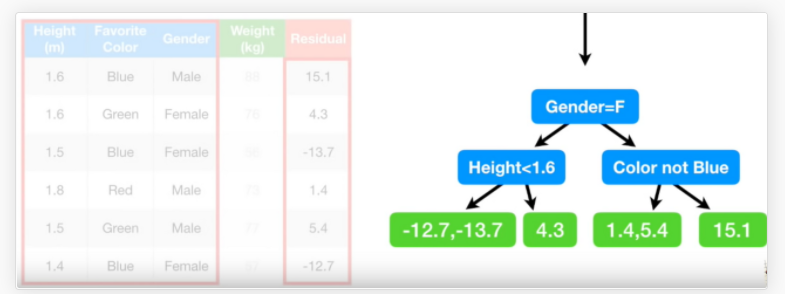 Height (m) Favorite Color Gender Weight (kg) Residual
1.6 Blue Male 88 15.1
1.6 Green Female 76 4.3
1.5 Blue Female -13.7
1.8 Red Male 73 1.4
1.5 Green Male 77 5.4
1.4 Blue Female -12.7
Gender=F
Height<1.6 Color not Blue
-12.7,-13.7 4.3 1.4,5.4 15.1